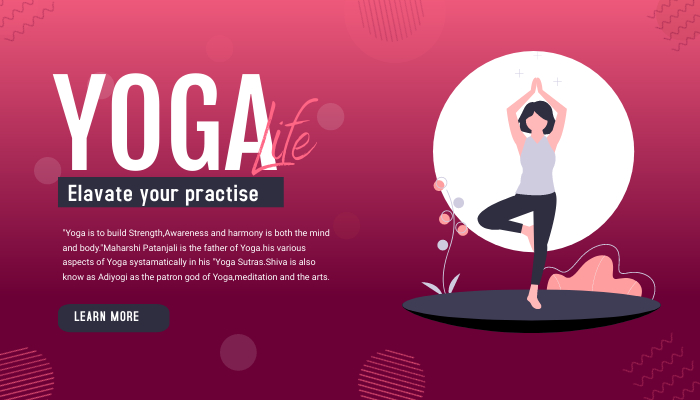 YOGA
Life
Elavate your practise
"Yoga is to build Strength,Awareness and harmony is both the mind
and body."Maharshi Patanjali is the father of Yoga.his various
aspects of Yoga systamatically in his "Yoga Sutras.Shiva is also
know as Adiyogi as the patron god of Yoga,meditation and the arts.
LEARN MORE